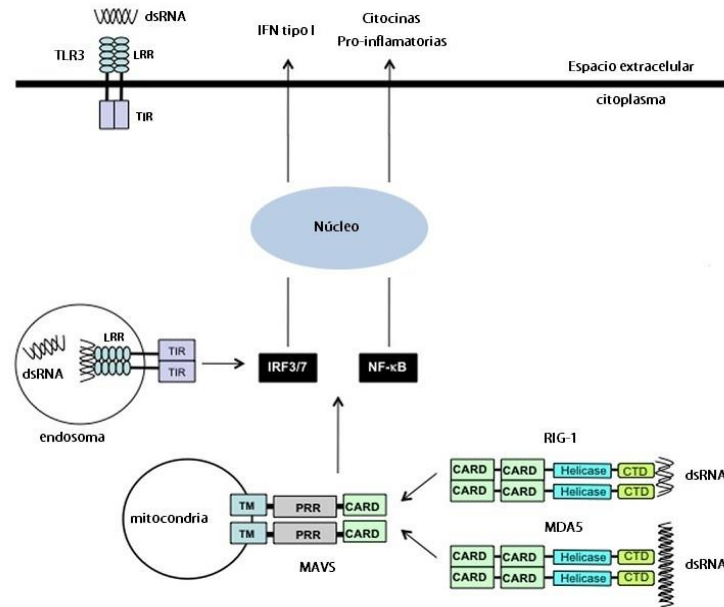 dsRNA
TLR3
LRR
TIR
IFN tipo I
Citocinas
Pro-inflamatorias
Espacio extracelular
citoplasma
Núcleo
LRR
dsRNA
TIR
TIR
endosoma
IRF3/7
NF-κB
RIG-1
CARD CARD Helicase CTD
CARD CARD Helicase CTD
dsRNA
mitocondria
TM PRR CARD
TM PRR CARD
MAVS
MDA5
CARD CARD Helicase CTD
CARD CARD Helicase CTD
dsRNA